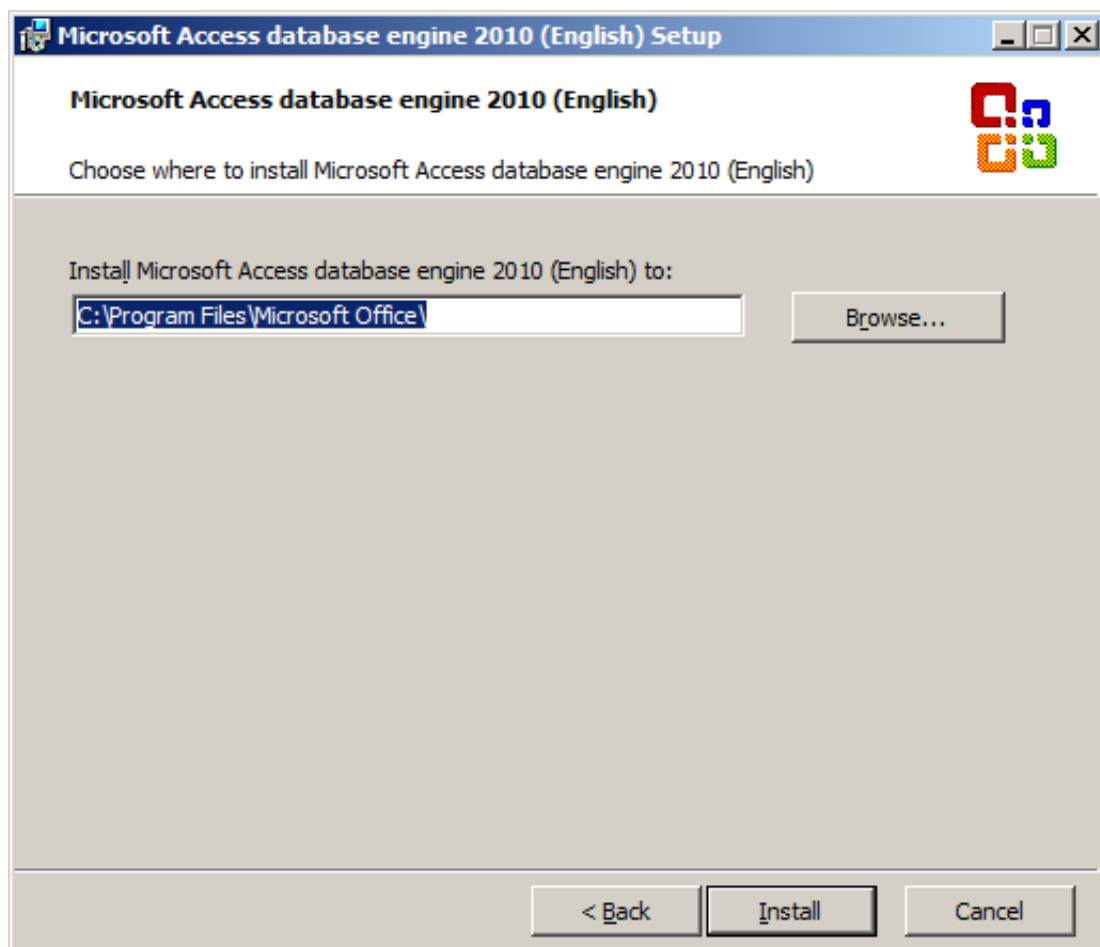 Microsoft Access database engine 2010 (English) Setup
Microsoft Access database engine 2010 (English)
Choose where to install Microsoft Access database engine 2010 (English)
Install Microsoft Access database engine 2010 (English) to:
C:\Program Files\Microsoft Office\
Browse...
< Back
Install
Cancel